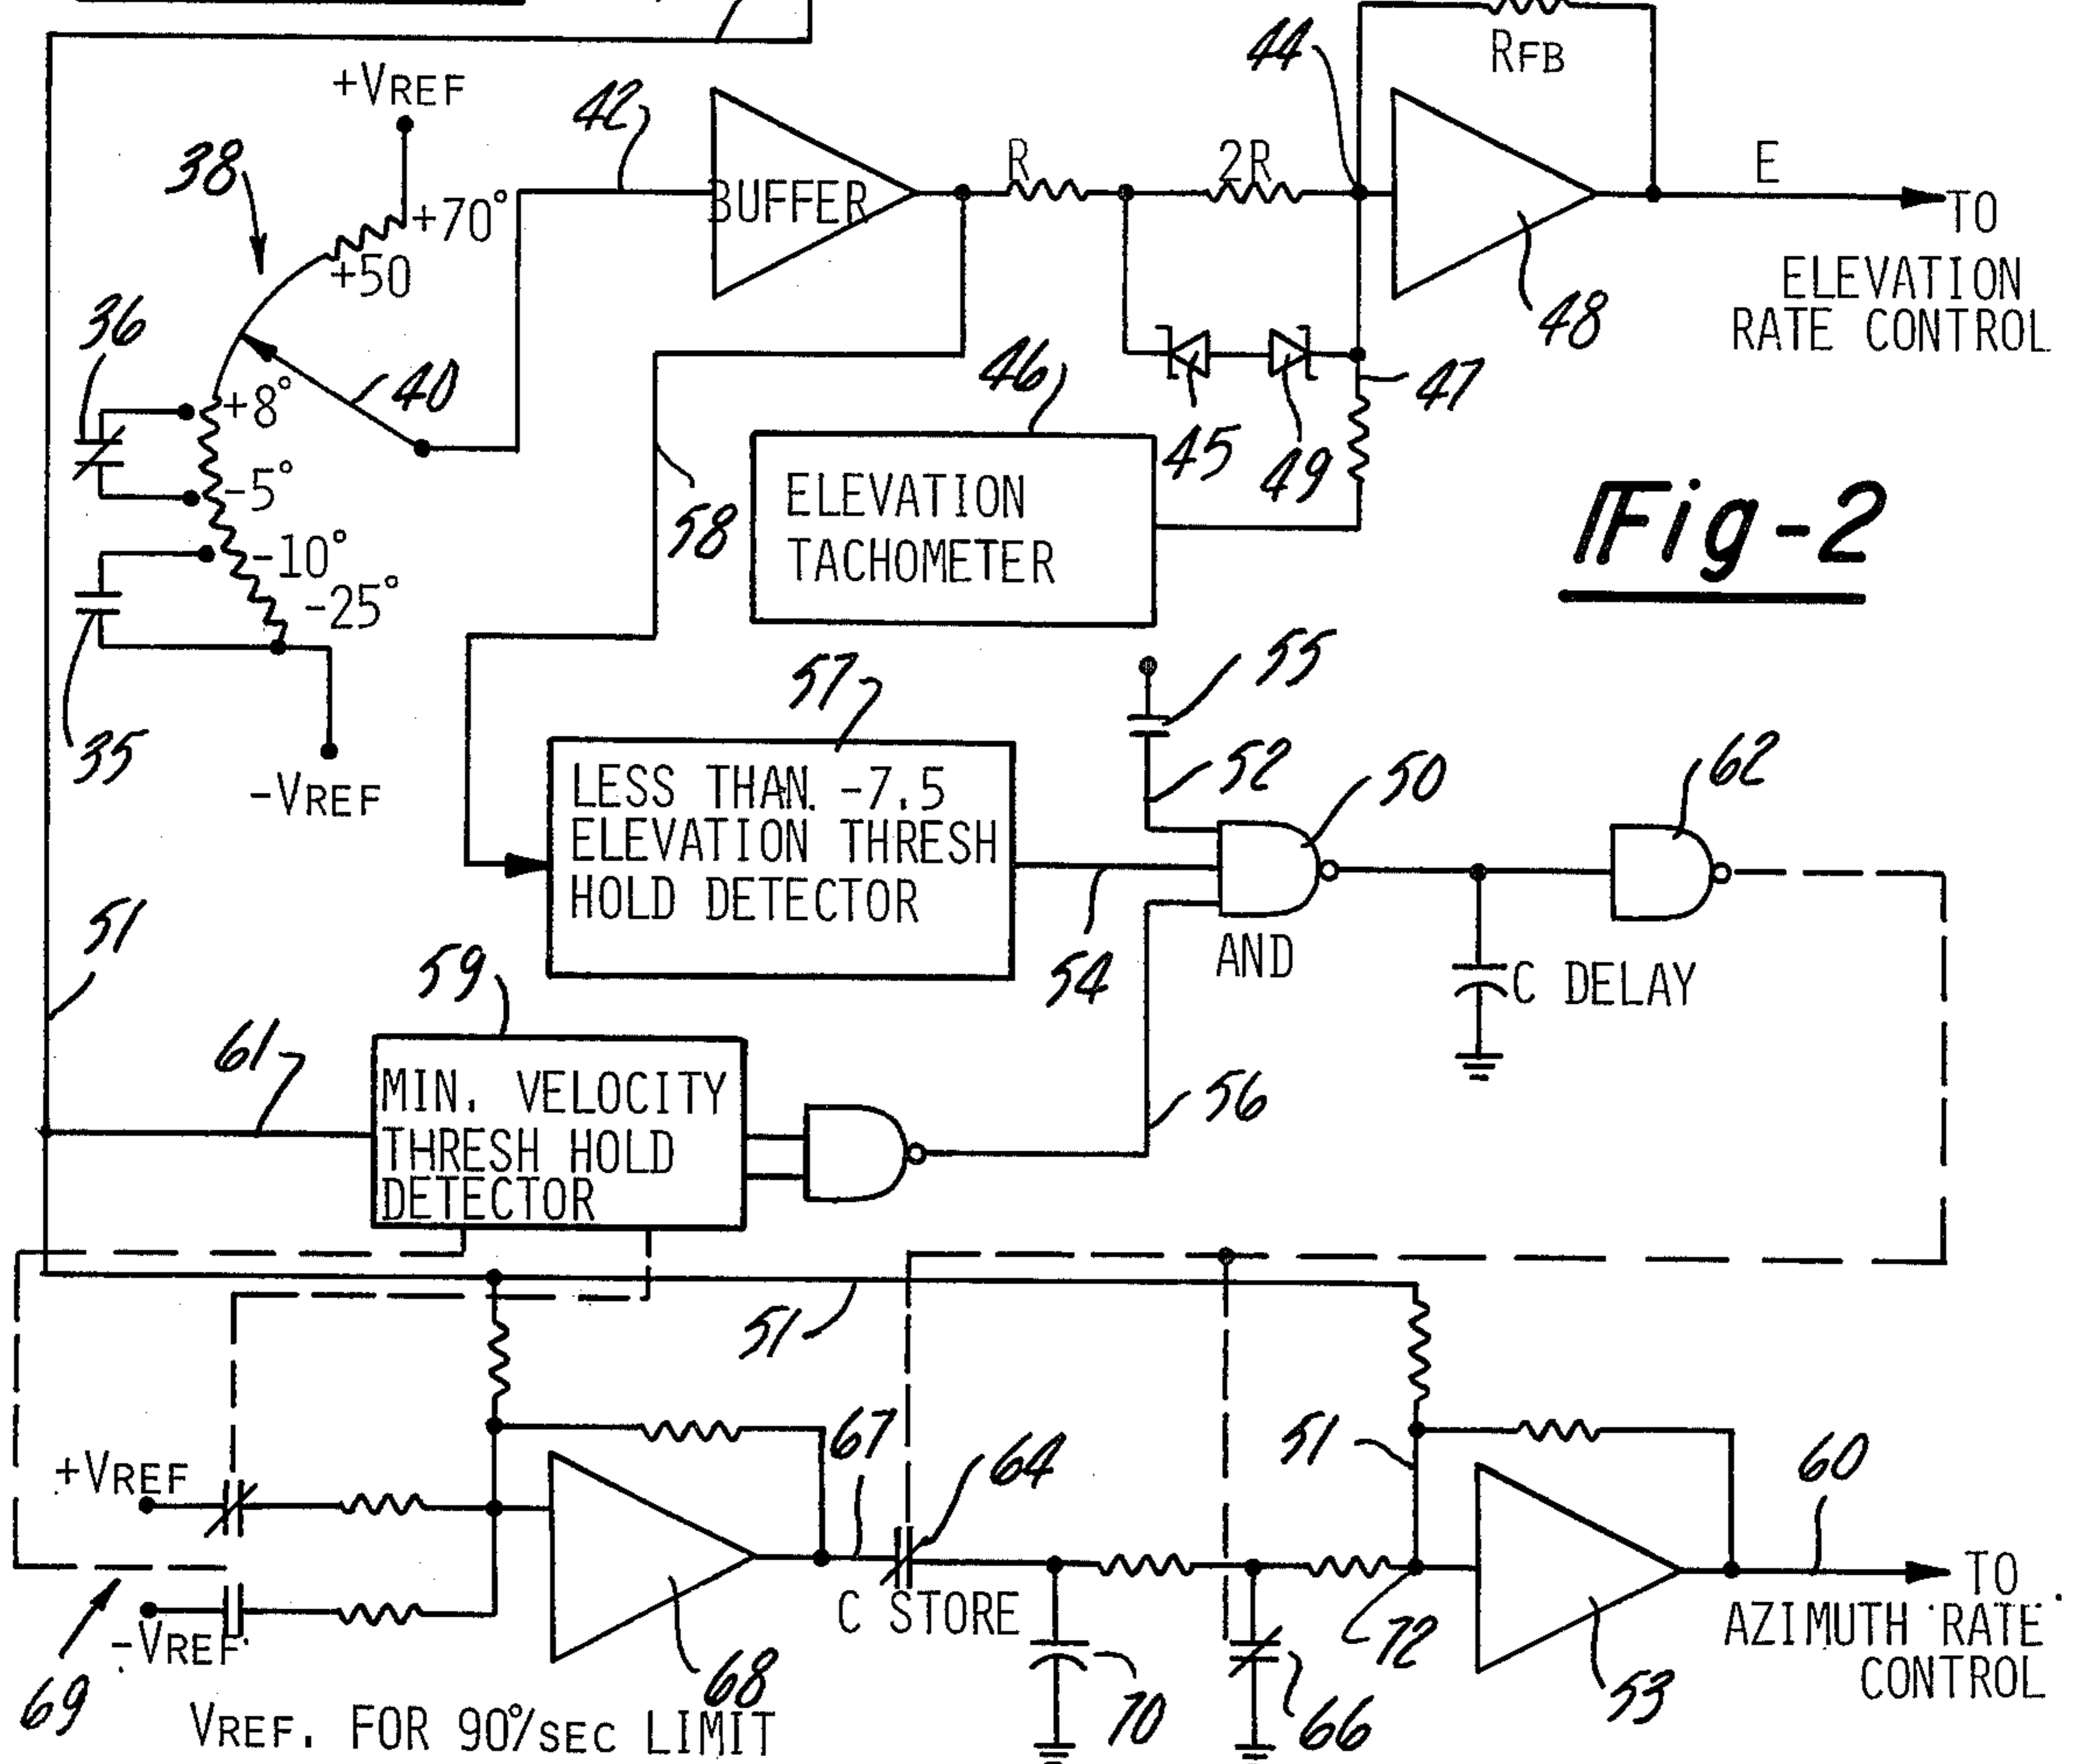 44
RFB
+VREF
42
38
R
2R
E
BUFFER
+70°
TO
+50
ELEVATION
RATE CONTROL
48
36
46
47
40
+8°
45
49
-5°
ELEVATION
TACHOMETER
58
Fig-2
-10°
-25°
55
57
35
52
50
62
-VREF
LESS THAN. -7.5
ELEVATION THRESH
HOLD DETECTOR
51
59
AND
54
C DELAY
61
MIN. VELOCITY
THRESH HOLD
DETECTOR
56
51
67
64
51
60
+VREF
TO
AZIMUTH RATE
CONTROL
C STORE
-VREF
72
69
68
70
66
53
VREF. FOR 90°/SEC LIMIT